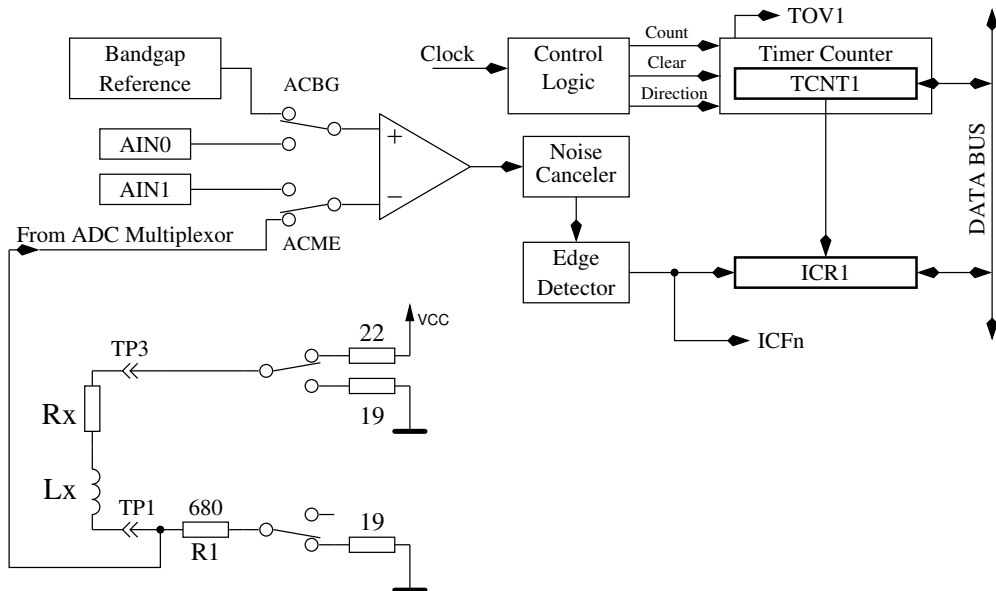 TOV1
Bandgap
Reference
Clock
Control
Logic
Count
Clear
Direction
Timer Counter
TCNT1
ACBG
AIN0
AIN1
+
−
Noise
Canceler
DATA BUS
From ADC Multiplexor
ACME
Edge
Detector
ICR1
ICFn
VCC
22
TP3
19
Rx
Lx
TP1
680
R1
19